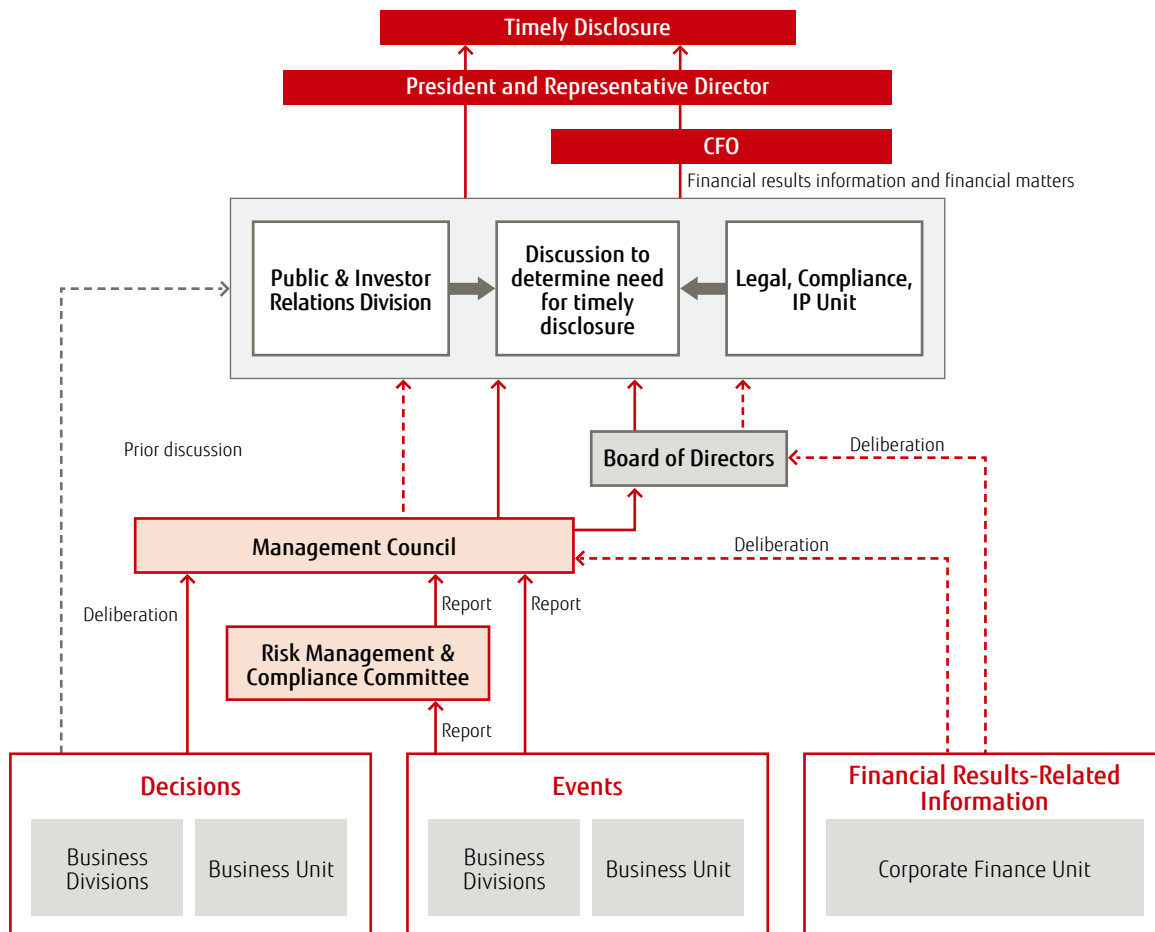 Timely Disclosure
President and Representative Director
CFO
Financial results information and financial matters
Public & Investor
Relations Division
Discussion to
determine need
for timely
disclosure
Legal, Compliance,
IP Unit
Prior discussion
Board of Directors
Deliberation
Management Council
Deliberation
Deliberation
Report
Report
Risk Management &
Compliance Committee
Report
Decisions
Business
Divisions
Business Unit
Events
Business
Divisions
Business Unit
Financial Results-Related
Information
Corporate Finance Unit